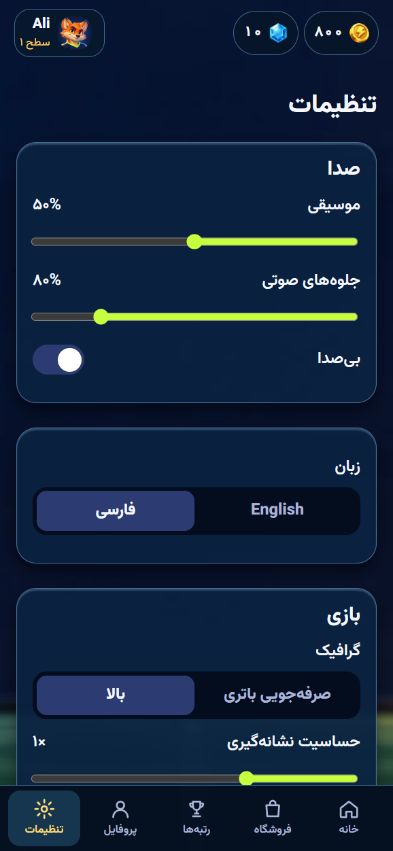 ۸۰۰
۱۰
Ali
سطح ۱
تنظیمات
صدا
موسیقی
۵۰%
جلوه‌های صوتی
۸۰%
بی‌صدا
زبان
English
فارسی
بازی
گرافیک
صرفه‌جویی باتری
بالا
حساسیت نشانه‌گیری
۱×
خانه
فروشگاه
رتبه‌ها
پروفایل
تنظیمات